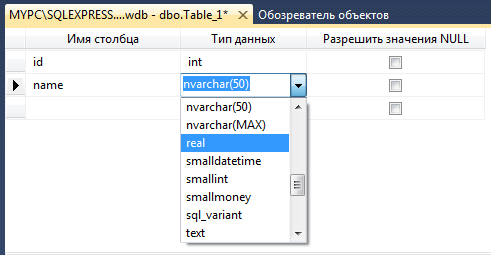 MYPC\SQLEXPRESS....wdb - dbo.Table_1* Обозреватель объектов
Имя столбца Тип данных Разрешить значения NULL
id int
name nvarchar(50)
nvarchar(50)
nvarchar(MAX)
real
smalldatetime
smallint
smallmoney
sql_variant
text